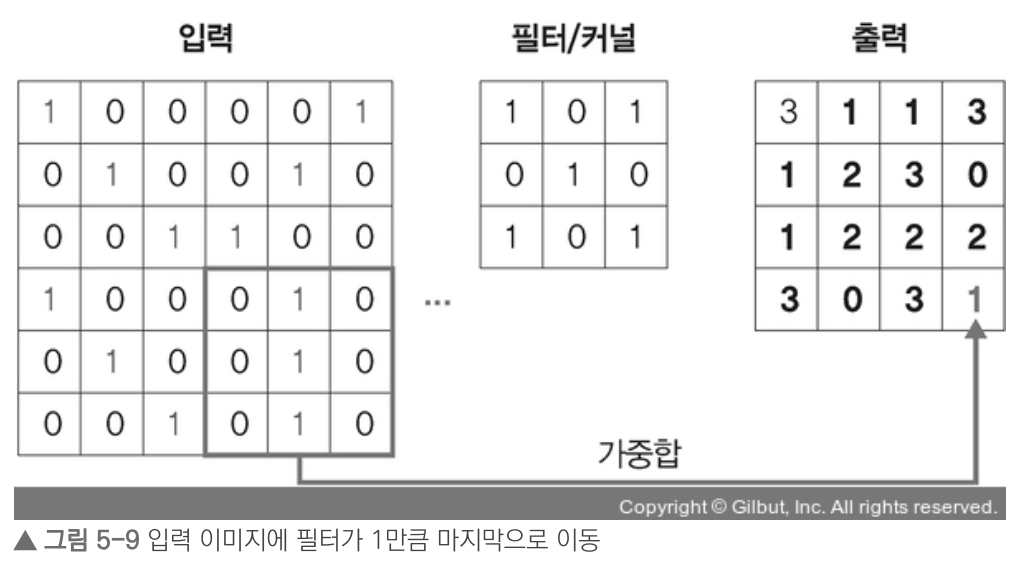 입력 필터/커널 출력
1 0 0 0 0 1 1 0 1 3 1 1 3
0 1 0 0 1 0 0 1 0 1 2 3 0
0 0 1 1 0 0 1 0 1 1 2 2 2
1 0 0 0 1 0 ... 3 0 3 1
0 1 0 0 1 0
0 0 1 0 1 0
가중합
Copyright © Gilbut, Inc. All rights reserved.
▲ 그림 5-9 입력 이미지에 필터가 1만큼 마지막으로 이동